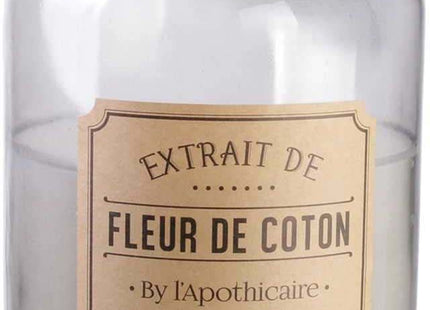 EXTRAIT DE
FLEUR DE COTON
• By l'Apothicaire •